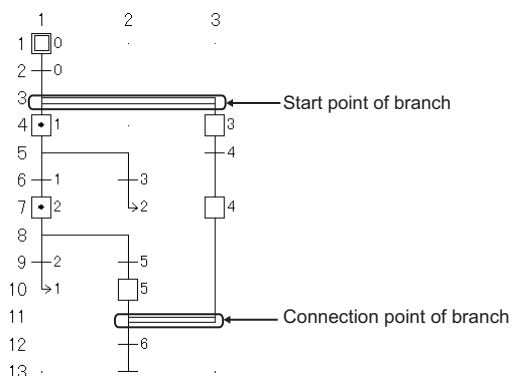 1 2 3
1 0
2 0
3 Start point of branch
4 1 3
5 4
6 1 3
7 2 2 4
8
9 2 5
10 1 5
11 Connection point of branch
12 6
13